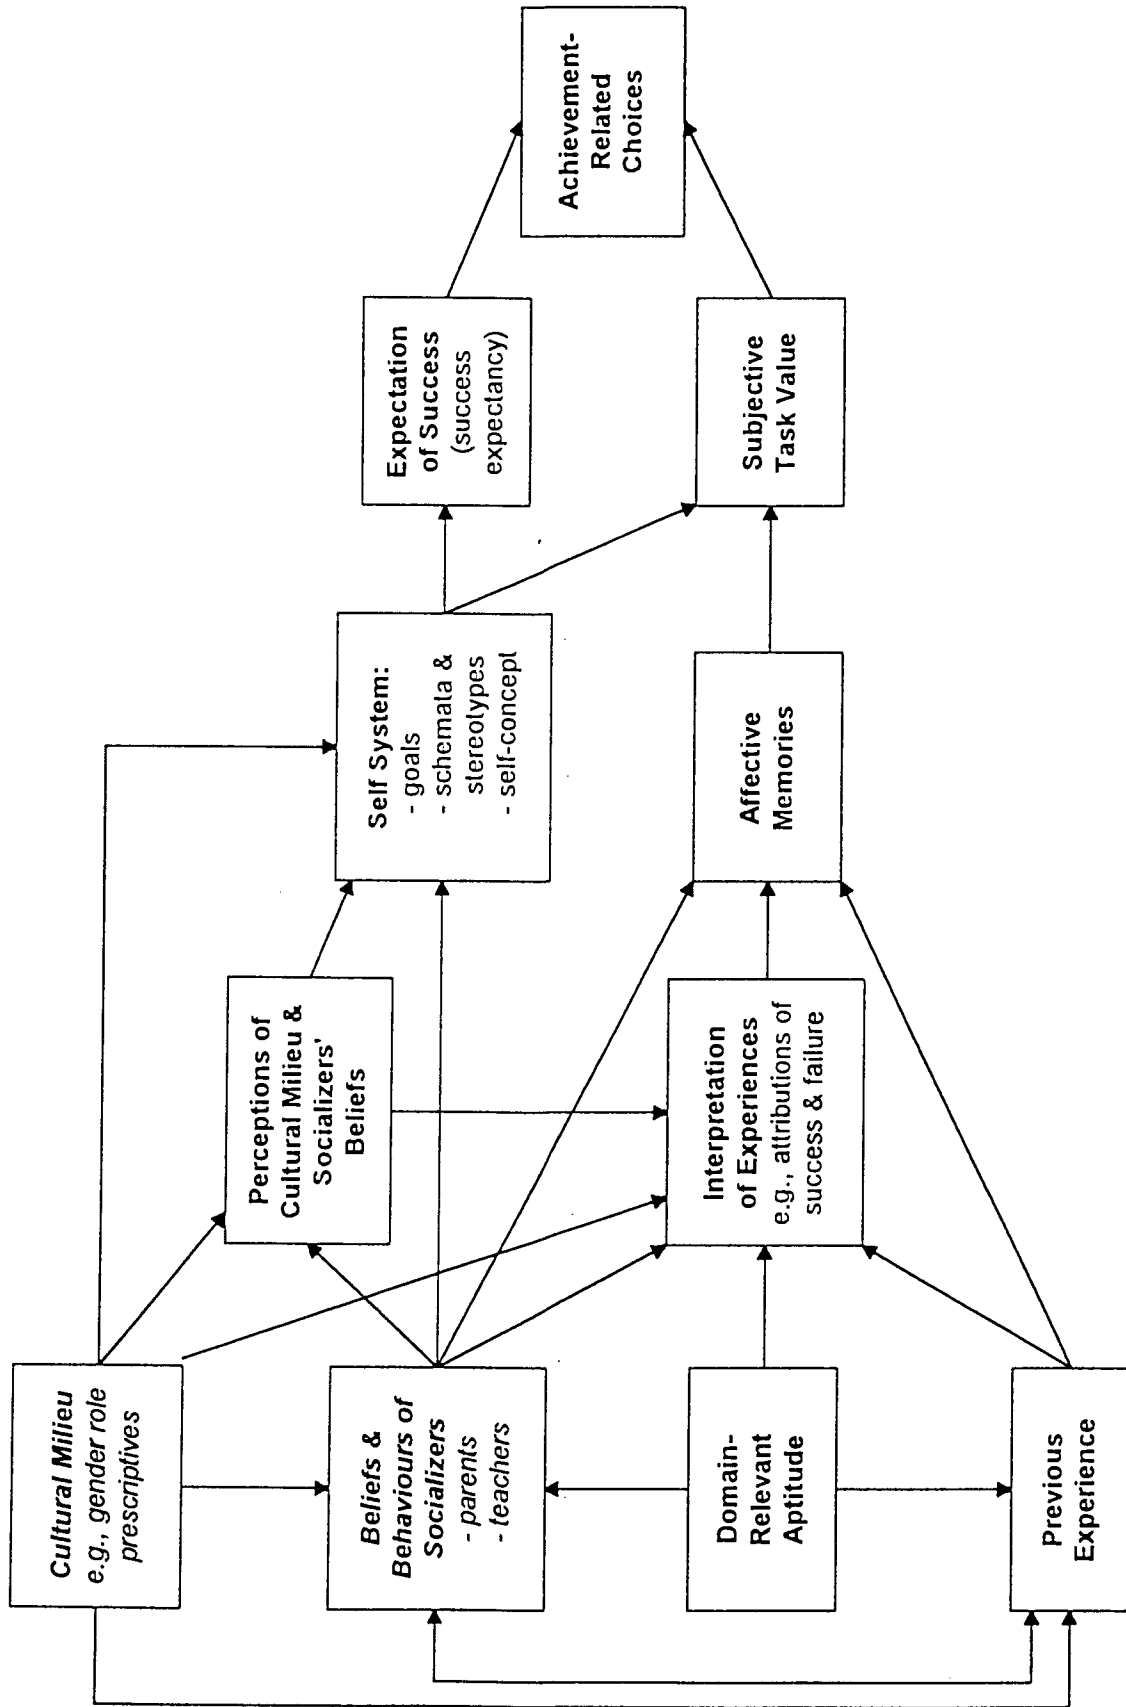 Cultural Milieu
e.g., gender role
prescriptives
Beliefs &
Behaviours of
Socializers
- parents
- teachers
Domain-
Relevant
Aptitude
Previous
Experience
Perceptions of
Cultural Milieu &
Socializers'
Beliefs
Interpretation
of Experiences
e.g., attributions of
success & failure
Self System:
- goals
- schemata &
stereotypes
- self-concept
Affective
Memories
Expectation
of Success
(success
expectancy)
Subjective
Task Value
Achievement-
Related
Choices